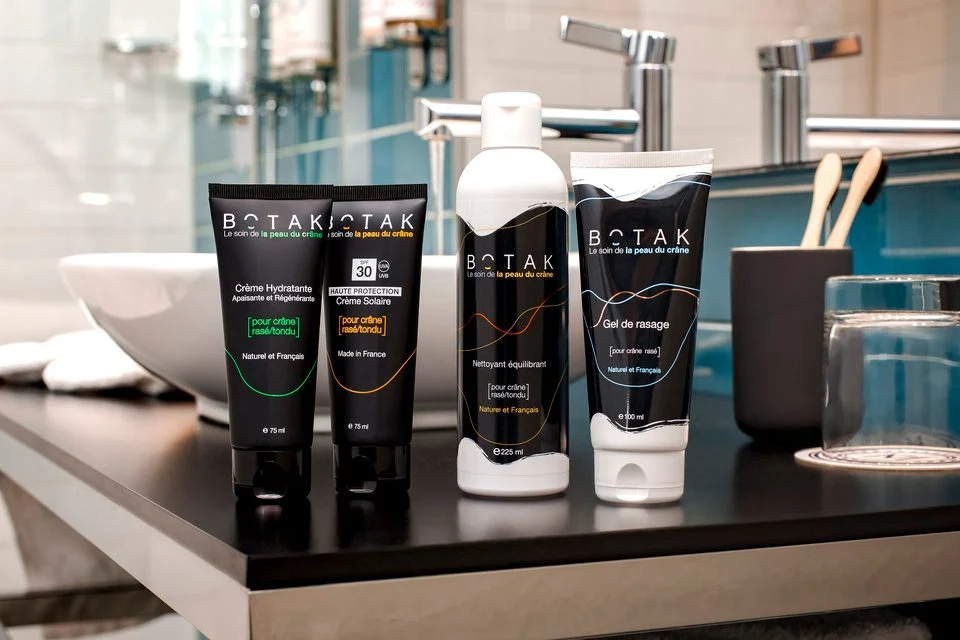 BOTAK
Le soin de la peau du crâne
Crème Hydratante
Apaisante et Régénérante
[pour crâne
rasé/tondu]
Naturel et Français
e 75 ml
BOTAK
soin de la peau du crâne
SPF
30
UVA
UVB
HAUTE PROTECTION
Crème Solaire
[pour crâne
rasé/tondu]
Made in France
e 75 ml
BOTAK
Le soin de la peau du crâne
Nettoyant équilibrant
[pour crâne
rasé/tondu]
Naturel et Français
e 225 ml
BOTAK
Le soin de la peau du crâne
Gel de rasage
[pour crâne rasé]
Naturel et Français
e 100 ml